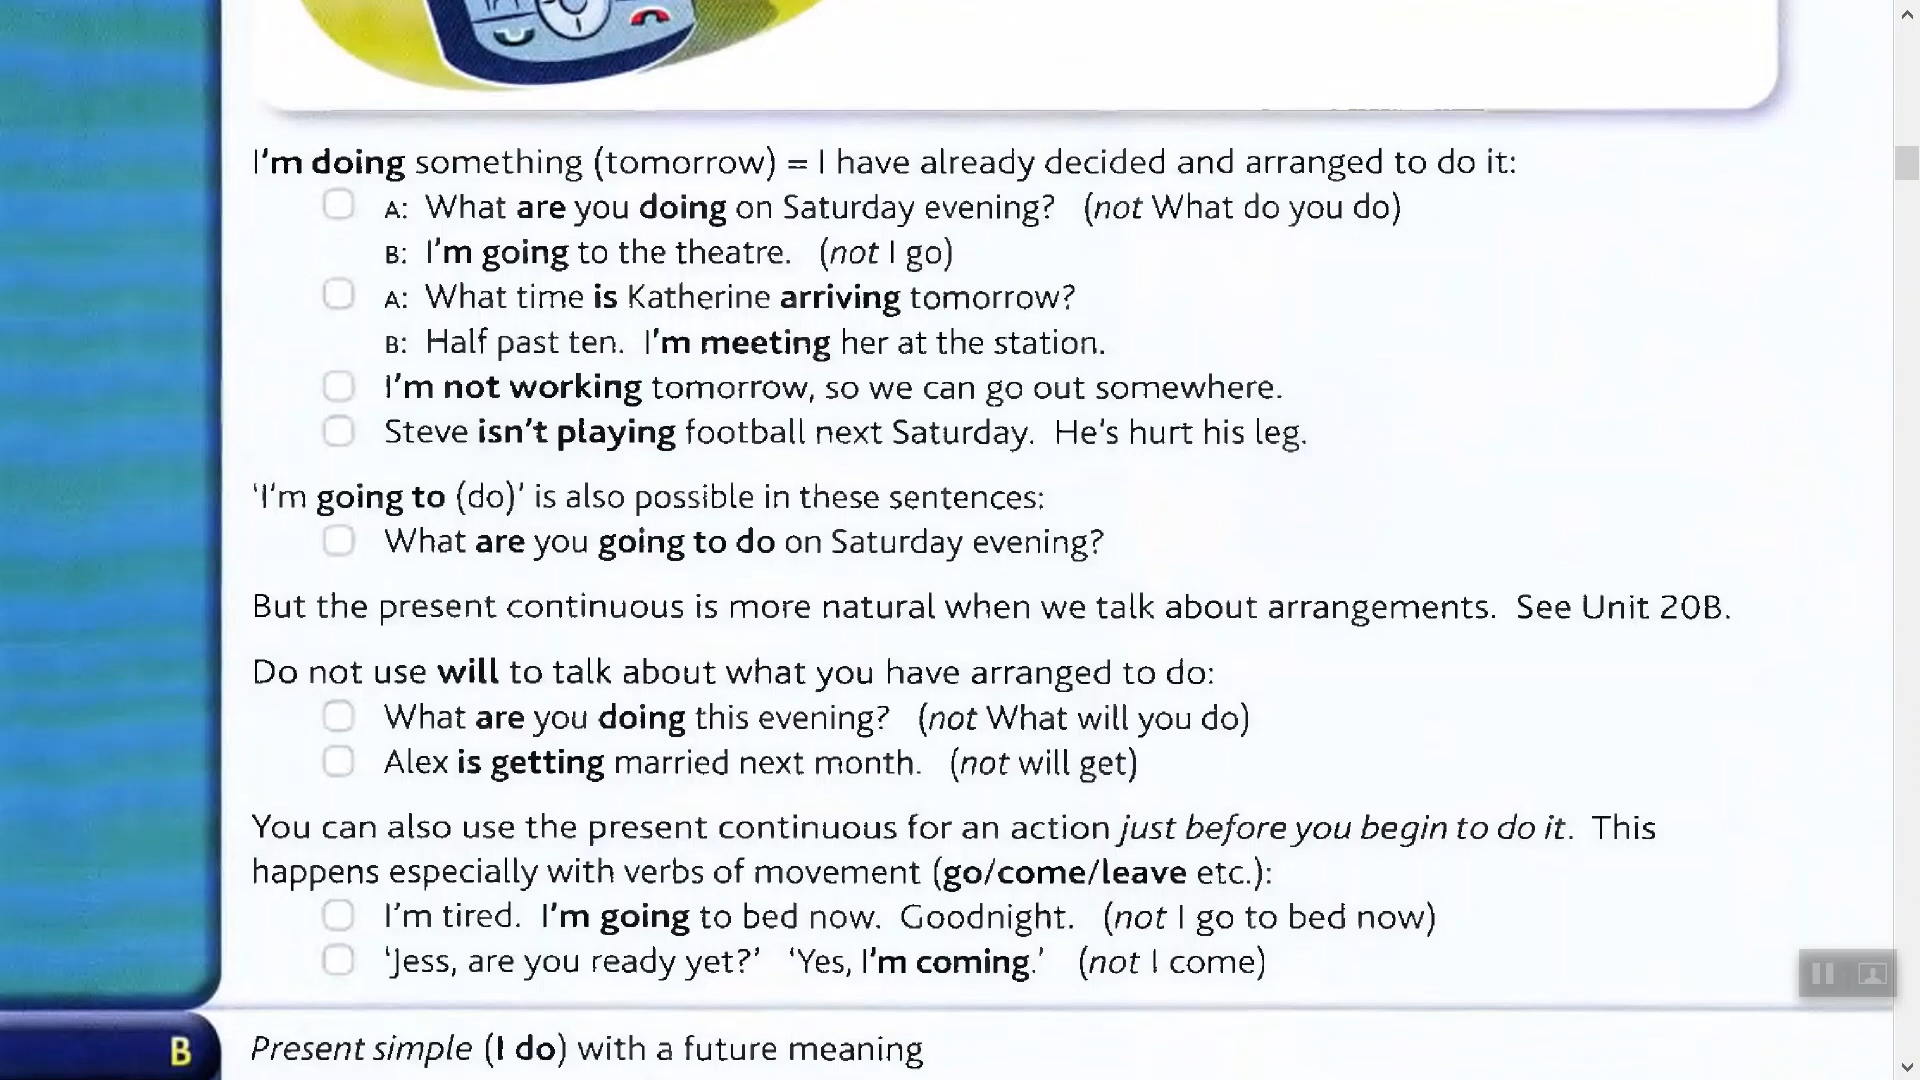 I'm doing something (tomorrow) = I have already decided and arranged to do it:
A: What are you doing on Saturday evening? (not What do you do)
B: I'm going to the theatre. (not I go)
A: What time is Katherine arriving tomorrow?
B: Half past ten. I'm meeting her at the station.
I'm not working tomorrow, so we can go out somewhere.
Steve isn't playing football next Saturday. He's hurt his leg.
'I'm going to (do)' is also possible in these sentences:
What are you going to do on Saturday evening?
But the present continuous is more natural when we talk about arrangements. See Unit 20B.
Do not use will to talk about what you have arranged to do:
What are you doing this evening? (not What will you do)
Alex is getting married next month. (not will get)
You can also use the present continuous for an action just before you begin to do it. This
happens especially with verbs of movement (go/come/leave etc.):
I'm tired. I'm going to bed now. Goodnight. (not I go to bed now)
'Jess, are you ready yet?' 'Yes, I'm coming.' (not I come)
B Present simple (I do) with a future meaning